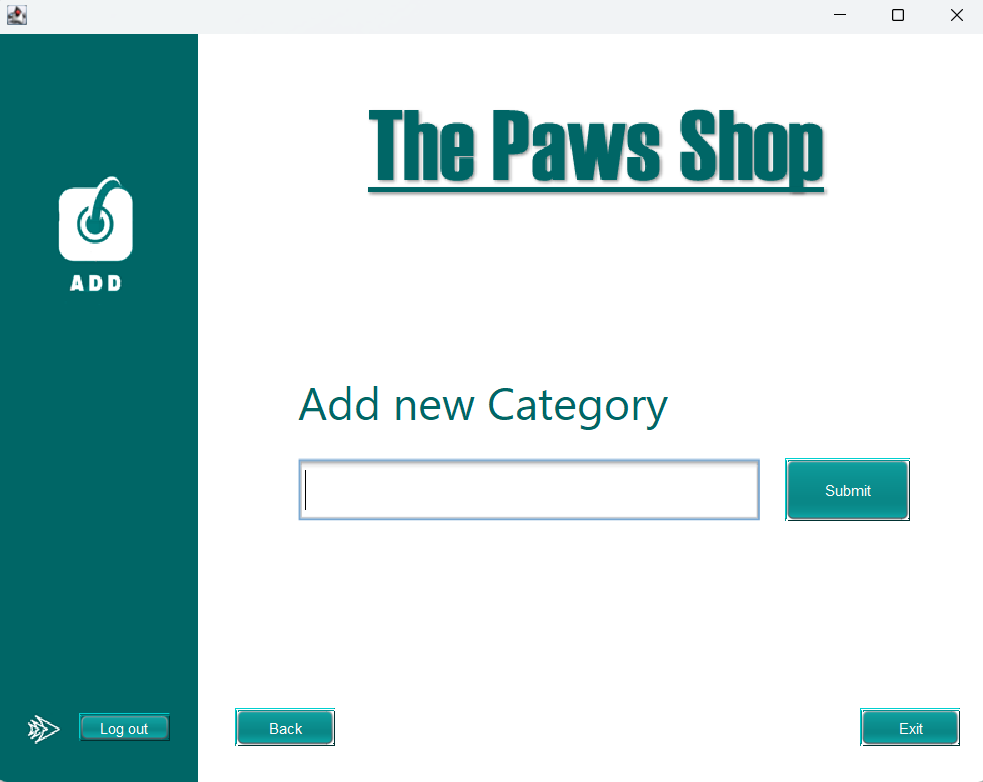 The Paws Shop
ADD
Add new Category
Submit
Log out
Back
Exit